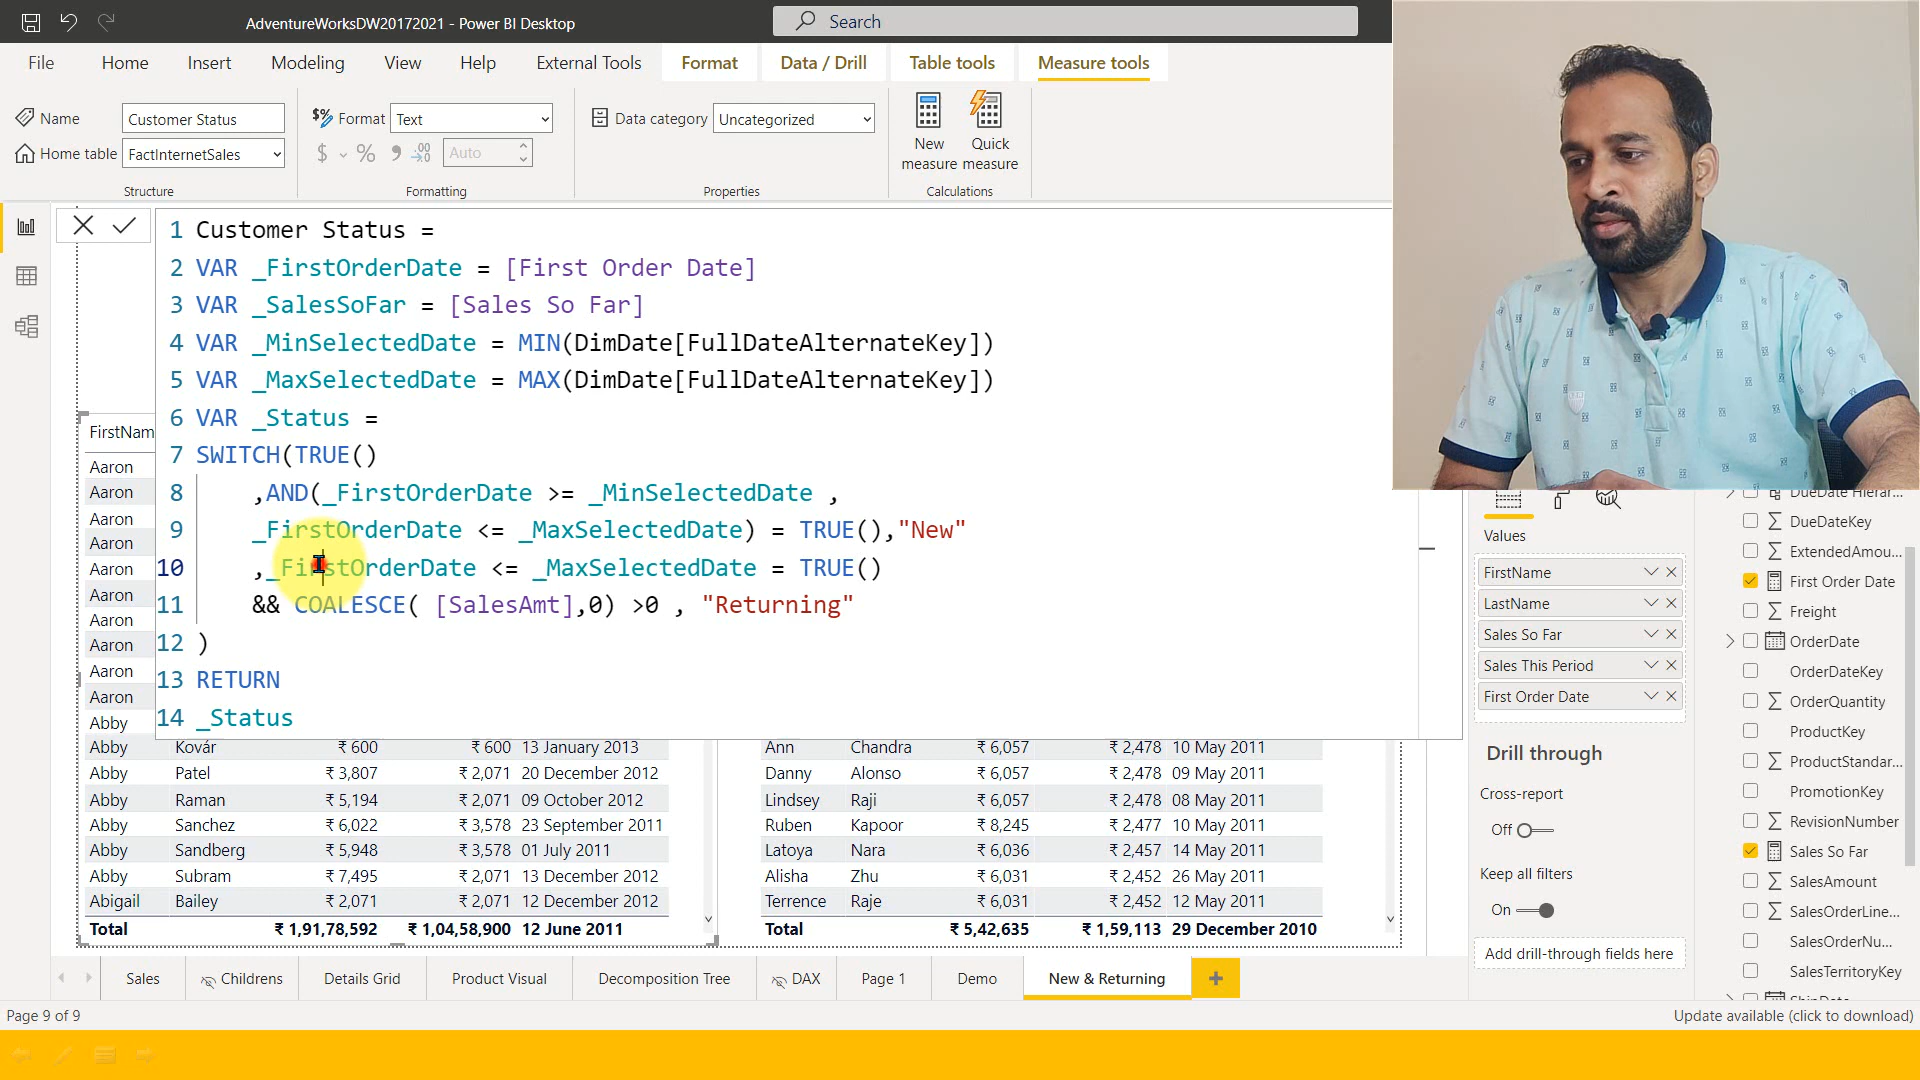 AdventureWorksDW20172021 - Power BI Desktop
Search
File Home Insert Modeling View Help External Tools Format Data / Drill Table tools Measure tools
Name Customer Status
Home table FactInternetSales
Structure
Format Text
$ % 9 .00 Auto
Formatting
Data category Uncategorized
Properties
New measure
Quick measure
Calculations
1 Customer Status =
2 VAR _FirstOrderDate = [First Order Date]
3 VAR _SalesSoFar = [Sales So Far]
4 VAR _MinSelectedDate = MIN(DimDate[FullDateAlternateKey])
5 VAR _MaxSelectedDate = MAX(DimDate[FullDateAlternateKey])
6 VAR _Status =
7 SWITCH(TRUE()
8 ,AND(_FirstOrderDate >= _MinSelectedDate ,
9 _FirstOrderDate <= _MaxSelectedDate) = TRUE(),"New"
10 ,_FirstOrderDate <= _MaxSelectedDate = TRUE()
11 && COALESCE( [SalesAmt],0) >0 , "Returning"
12 )
13 RETURN
14 _Status
FirstNam
Aaron
Aaron
Aaron
Aaron
Aaron
Aaron
Aaron
Aaron
Aaron
Aaron
Abby
Abby Kovár ₹ 600 ₹ 600 13 January 2013
Abby Patel ₹ 3,807 ₹ 2,071 20 December 2012
Abby Raman ₹ 5,194 ₹ 2,071 09 October 2012
Abby Sanchez ₹ 6,022 ₹ 3,578 23 September 2011
Abby Sandberg ₹ 5,948 ₹ 3,578 01 July 2011
Abby Subram ₹ 7,495 ₹ 2,071 13 December 2012
Abigail Bailey ₹ 2,071 ₹ 2,071 12 December 2012
Total ₹ 1,91,78,592 ₹ 1,04,58,900 12 June 2011
Ann Chandra ₹ 6,057 ₹ 2,478 10 May 2011
Danny Alonso ₹ 6,057 ₹ 2,478 09 May 2011
Lindsey Raji ₹ 6,057 ₹ 2,478 08 May 2011
Ruben Kapoor ₹ 8,245 ₹ 2,477 10 May 2011
Latoya Nara ₹ 6,036 ₹ 2,457 14 May 2011
Alisha Zhu ₹ 6,031 ₹ 2,452 26 May 2011
Terrence Raje ₹ 6,031 ₹ 2,452 12 May 2011
Total ₹ 5,42,635 ₹ 1,59,113 29 December 2010
Values
FirstName
LastName
Sales So Far
Sales This Period
First Order Date
Drill through
Cross-report
Off
Keep all filters
On
Add drill-through fields here
DueDate Hierar...
DueDateKey
ExtendedAmou...
First Order Date
Freight
OrderDate
OrderDateKey
OrderQuantity
ProductKey
ProductStandar...
PromotionKey
RevisionNumber
Sales So Far
SalesAmount
SalesOrderLine...
SalesOrderNu...
SalesTerritoryKey
Sales Childrens Details Grid Product Visual Decomposition Tree DAX Page 1 Demo New & Returning +
Page 9 of 9
Update available (click to download)